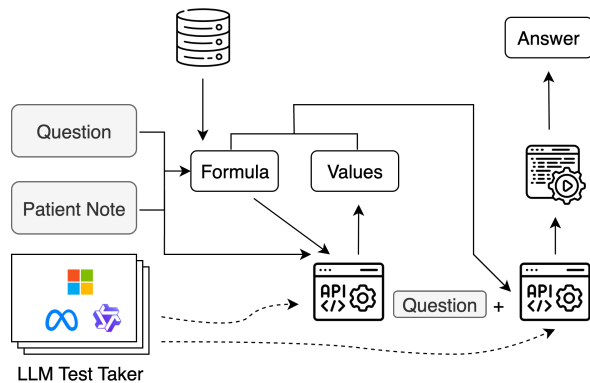 Answer
Question
Formula
Values
Patient Note
API
</>
Question +
API
</>
LLM Test Taker